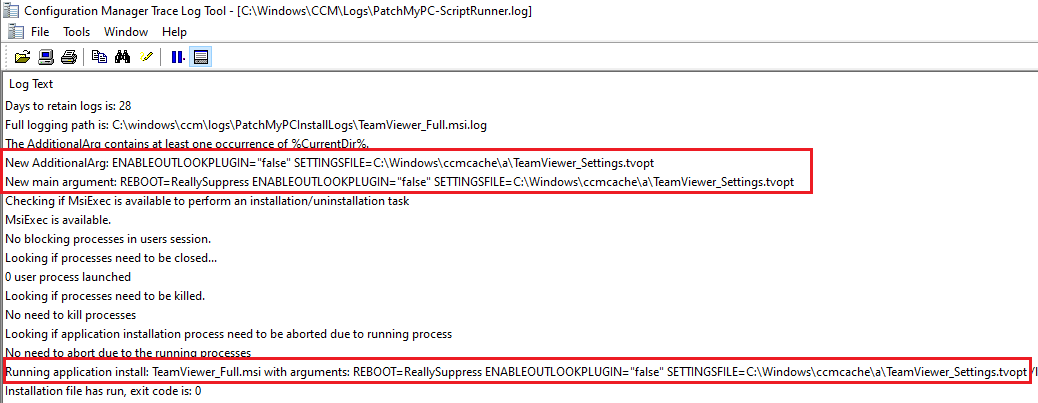 Configuration Manager Trace Log Tool - [C:\Windows\CCM\Logs\PatchMyPC-ScriptRunner.log]
File Tools Window Help
Log Text
Days to retain logs is: 28
Full logging path is: C:\windows\ccm\logs\PatchMyPCInstallLogs\TeamViewer_Full.msi.log
The AdditionalArg contains at least one occurrence of %CurrentDir%.
New AdditionalArg: ENABLEOUTLOOKPLUGIN="false" SETTINGSFILE=C:\Windows\ccmcache\a\TeamViewer_Settings.tvopt
New main argument: REBOOT=ReallySuppress ENABLEOUTLOOKPLUGIN="false" SETTINGSFILE=C:\Windows\ccmcache\a\TeamViewer_Settings.tvopt
Checking if MsiExec is available to perform an installation/uninstallation task
MsiExec is available.
No blocking processes in users session.
Looking if processes need to be closed...
0 user process launched
Looking if processes need to be killed.
No need to kill processes
Looking if application installation process need to be aborted due to running process
No need to abort due to the running processes
Running application install: TeamViewer_Full.msi with arguments: REBOOT=ReallySuppress ENABLEOUTLOOKPLUGIN="false" SETTINGSFILE=C:\Windows\ccmcache\a\TeamViewer_Settings.tvopt
Installation file has run, exit code is: 0